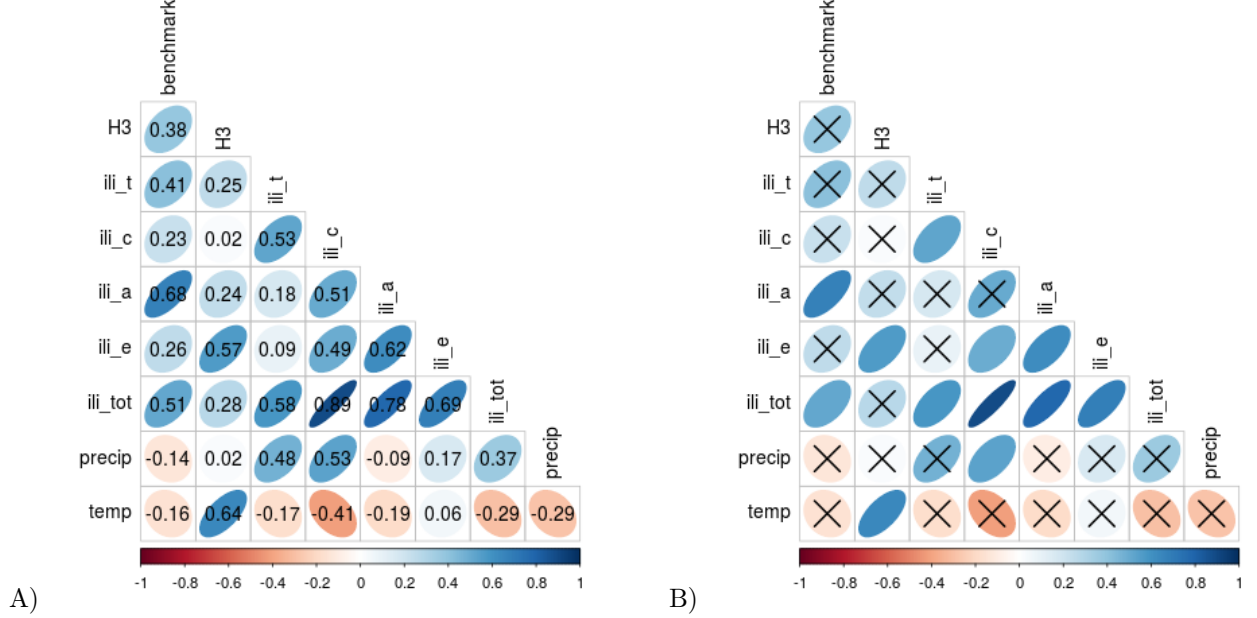 benchmark
H3 0.38 H3
ili_t 0.41 0.25 ili_t
ili_c 0.23 0.02 0.53 ili_c
ili_a 0.68 0.24 0.18 0.51 ili_a
ili_e 0.26 0.57 0.09 0.49 0.62 ili_e
ili_tot 0.51 0.28 0.58 0.89 0.78 0.69 ili_tot
precip -0.14 0.02 0.48 0.53 -0.09 0.17 0.37 precip
temp -0.16 0.64 -0.17 -0.41 -0.19 0.06 -0.29 -0.29
-1 -0.8 -0.6 -0.4 -0.2 0 0.2 0.4 0.6 0.8 1
A)
benchmark
H3 H3
ili_t ili_t
ili_c ili_c
ili_a ili_a
ili_e ili_e
ili_tot ili_tot
precip precip
temp
-1 -0.8 -0.6 -0.4 -0.2 0 0.2 0.4 0.6 0.8 1
B)